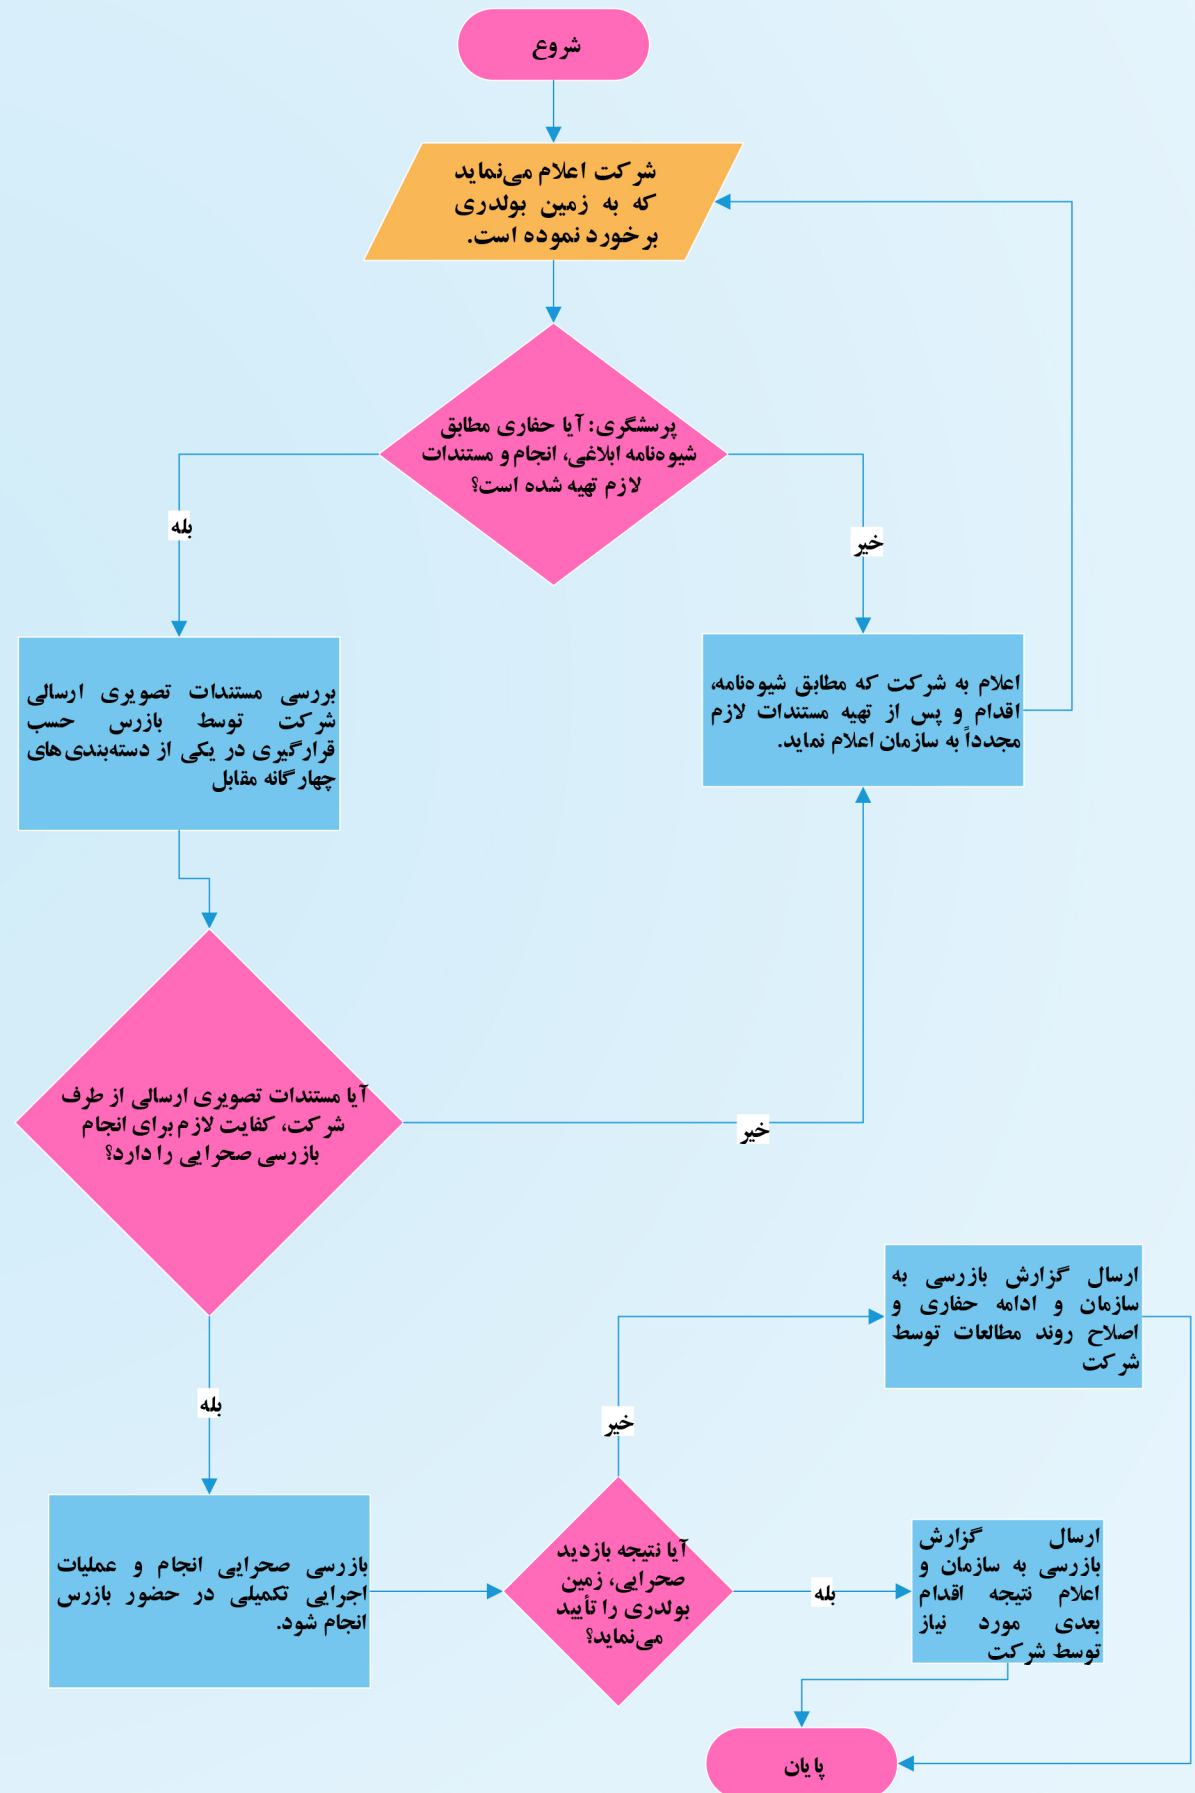 شروع
شرکت اعلام می‌نماید
که به زمین بولدری
برخورد نموده است.
پرسشگری: آیا حفاری مطابق
شیوه‌نامه ابلاغی، انجام و مستندات
لازم تهیه شده است؟
بله
خیر
بررسی مستندات تصویری ارسالی
شرکت توسط بازرس حسب
قرارگیری در یکی از دسته‌بندی‌های
چهارگانه مقابل
اعلام به شرکت که مطابق شیوه‌نامه،
اقدام و پس از تهیه مستندات لازم
مجدداً به سازمان اعلام نماید.
آیا مستندات تصویری ارسالی از طرف
شرکت، کفایت لازم برای انجام
بازرسی صحرایی را دارد؟
خیر
بله
ارسال گزارش بازرسی به
سازمان و ادامه حفاری و
اصلاح روند مطالعات توسط
شرکت
خیر
بازرسی صحرایی انجام و عملیات
اجرایی تکمیلی در حضور بازرس
انجام شود.
آیا نتیجه بازدید
صحرایی، زمین
بولدری را تأیید
می‌نماید؟
بله
ارسال گزارش
بازرسی به سازمان و
اعلام نتیجه اقدام
بعدی مورد نیاز
توسط شرکت
پایان